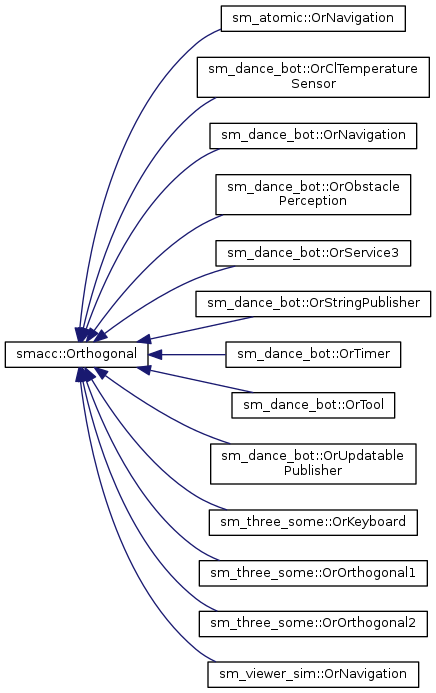 sm_atomic::OrNavigation
sm_dance_bot::OrClTemperature
Sensor
sm_dance_bot::OrNavigation
sm_dance_bot::OrObstacle
Perception
sm_dance_bot::OrService3
sm_dance_bot::OrStringPublisher
smacc::Orthogonal
sm_dance_bot::OrTimer
sm_dance_bot::OrTool
sm_dance_bot::OrUpdatable
Publisher
sm_three_some::OrKeyboard
sm_three_some::OrOrthogonal1
sm_three_some::OrOrthogonal2
sm_viewer_sim::OrNavigation